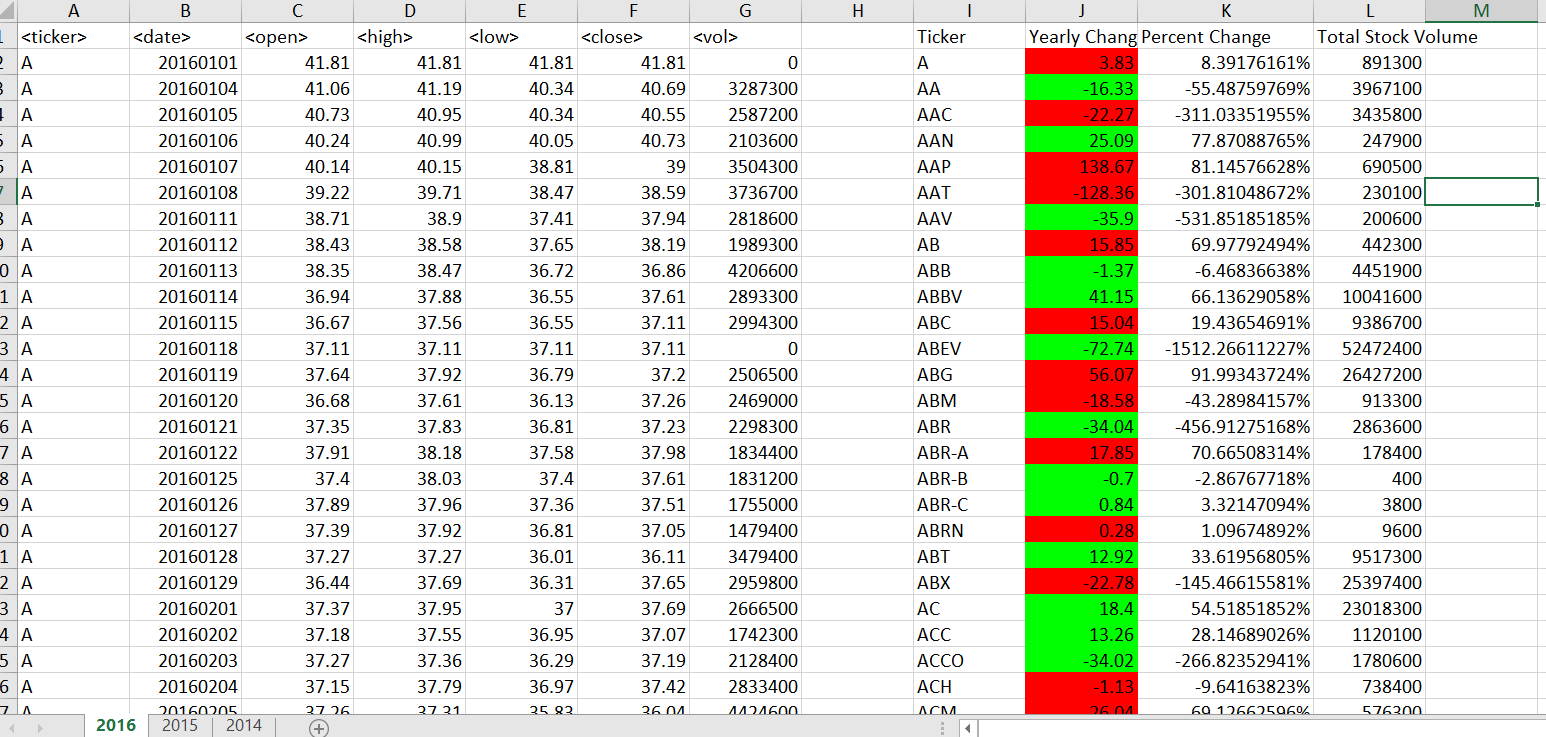 A B C D E F G H I J K L M
<ticker> <date> <open> <high> <low> <close> <vol> Ticker Yearly Chang Percent Change Total Stock Volume
2 A 20160101 41.81 41.81 41.81 41.81 0 A 3.83 8.39176161% 891300
3 A 20160104 41.06 41.19 40.34 40.69 3287300 AA -16.33 -55.48759769% 3967100
4 A 20160105 40.73 40.95 40.34 40.55 2587200 AAC -22.27 -311.03351955% 3435800
5 A 20160106 40.24 40.99 40.05 40.73 2103600 AAN 25.09 77.87088765% 247900
6 A 20160107 40.14 40.15 38.81 39 3504300 AAP 138.67 81.14576628% 690500
7 A 20160108 39.22 39.71 38.47 38.59 3736700 AAT -128.36 -301.81048672% 230100
8 A 20160111 38.71 38.9 37.41 37.94 2818600 AAV -35.9 -531.85185185% 200600
9 A 20160112 38.43 38.58 37.65 38.19 1989300 AB 15.85 69.97792494% 442300
0 A 20160113 38.35 38.47 36.72 36.86 4206600 ABB -1.37 -6.46836638% 4451900
1 A 20160114 36.94 37.88 36.55 37.61 2893300 ABBV 41.15 66.13629058% 10041600
2 A 20160115 36.67 37.56 36.55 37.11 2994300 ABC 15.04 19.43654691% 9386700
3 A 20160118 37.11 37.11 37.11 37.11 0 ABEV -72.74 -1512.26611227% 52472400
4 A 20160119 37.64 37.92 36.79 37.2 2506500 ABG 56.07 91.99343724% 26427200
5 A 20160120 36.68 37.61 36.13 37.26 2469000 ABM -18.58 -43.28984157% 913300
6 A 20160121 37.35 37.83 36.81 37.23 2298300 ABR -34.04 -456.91275168% 2863600
7 A 20160122 37.91 38.18 37.58 37.98 1834400 ABR-A 17.85 70.66508314% 178400
8 A 20160125 37.4 38.03 37.4 37.61 1831200 ABR-B -0.7 -2.86767718% 400
9 A 20160126 37.89 37.96 37.36 37.51 1755000 ABR-C 0.84 3.32147094% 3800
0 A 20160127 37.39 37.92 36.81 37.05 1479400 ABRN 0.28 1.09674892% 9600
1 A 20160128 37.27 37.27 36.01 36.11 3479400 ABT 12.92 33.61956805% 9517300
2 A 20160129 36.44 37.69 36.31 37.65 2959800 ABX -22.78 -145.46615581% 25397400
3 A 20160201 37.37 37.95 37 37.69 2666500 AC 18.4 54.51851852% 23018300
4 A 20160202 37.18 37.55 36.95 37.07 1742300 ACC 13.26 28.14689026% 1120100
5 A 20160203 37.27 37.36 36.29 37.19 2128400 ACCO -34.02 -266.82352941% 1780600
6 A 20160204 37.15 37.79 36.97 37.42 2833400 ACH -1.13 -9.64163823% 738400
7 A 20160205 37.26 37.31 35.83 36.04 4424600 ACM 26.04 69.12662596% 576300
2016 2015 2014